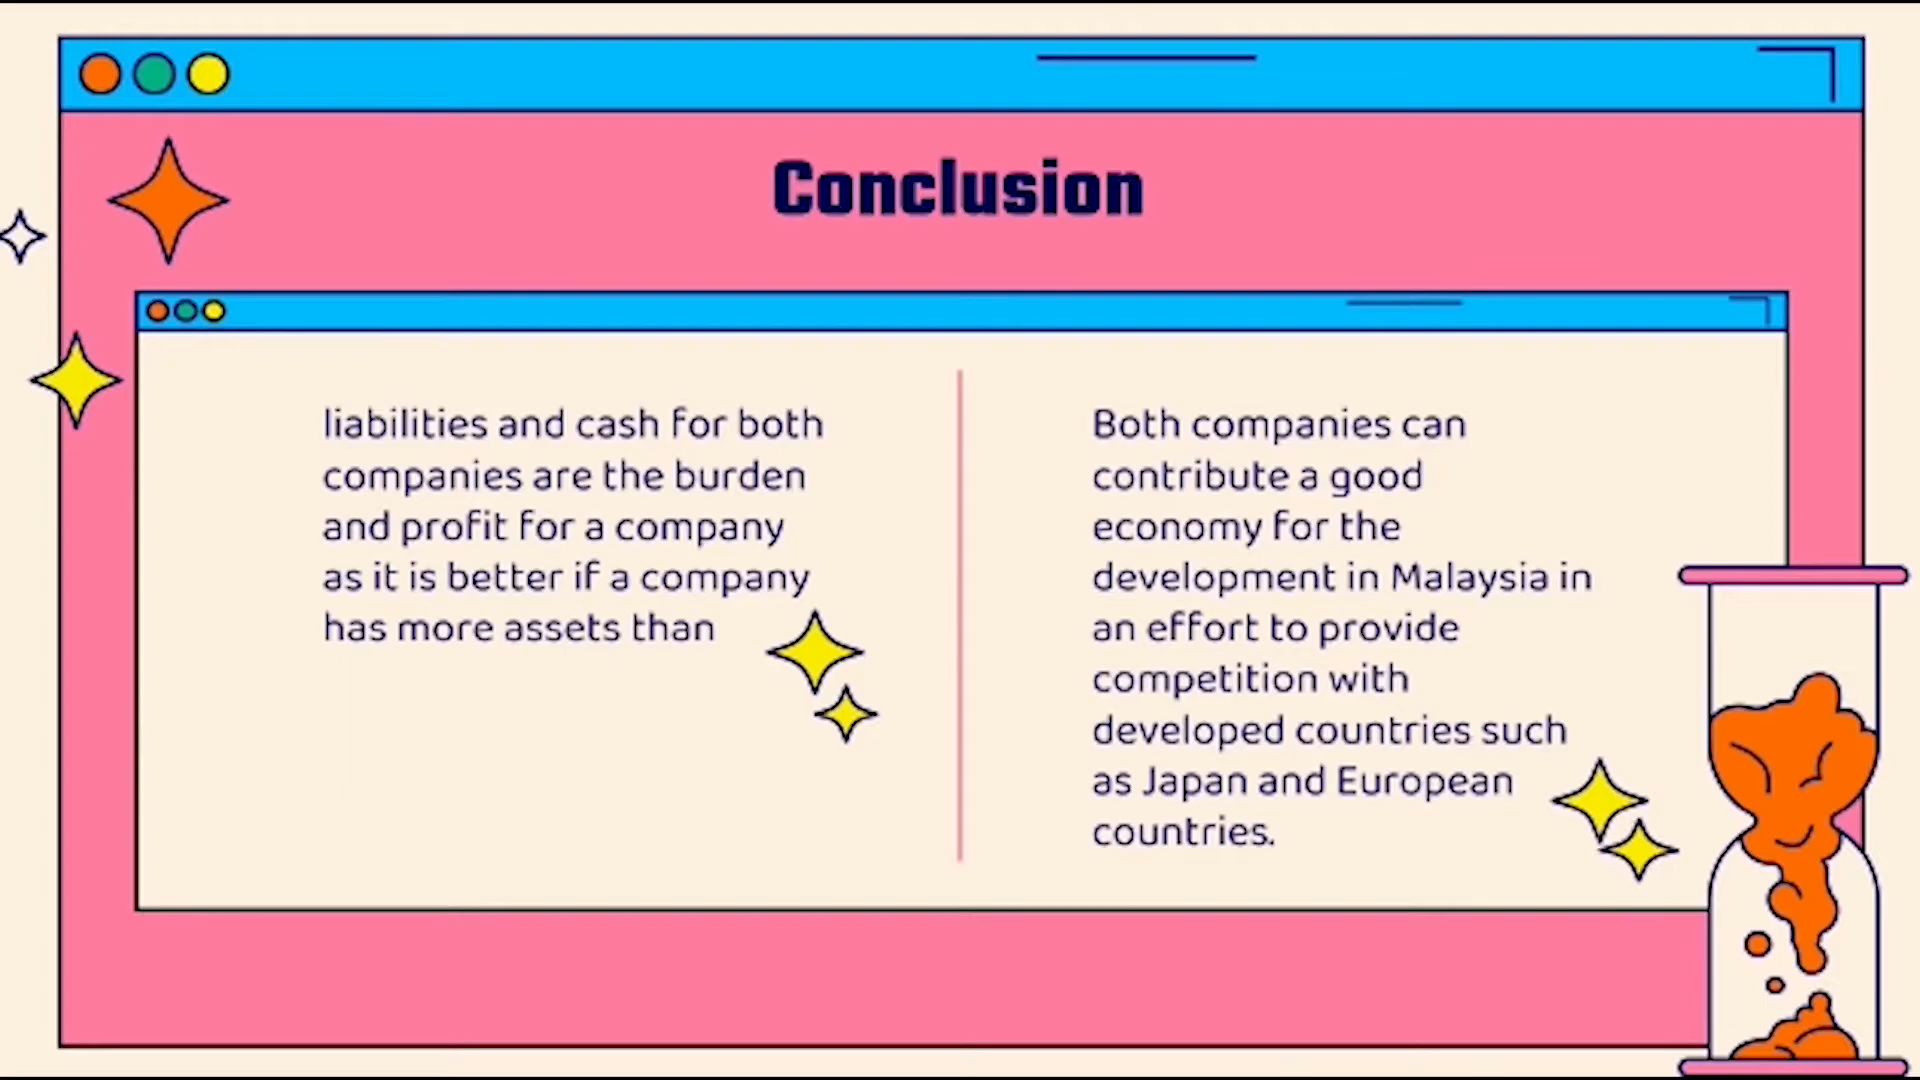 Conclusion
liabilities and cash for both
companies are the burden
and profit for a company
as it is better if a company
has more assets than
Both companies can
contribute a good
economy for the
development in Malaysia in
an effort to provide
competition with
developed countries such
as Japan and European
countries.